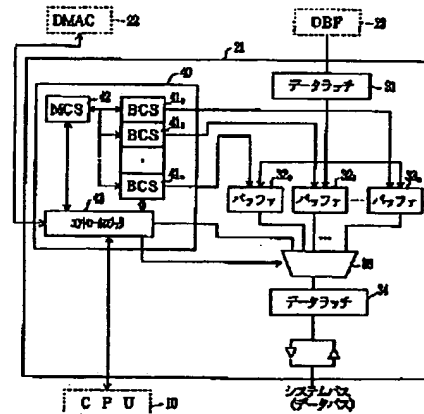 DMAC
22
DBF
23
21
40
データラッチ
31
MCS
42
BCS
BCS
BCS
バッファ
バッファ
…
バッファ
43
…
データラッチ
34
C P U
10
システムバス
(データバス)